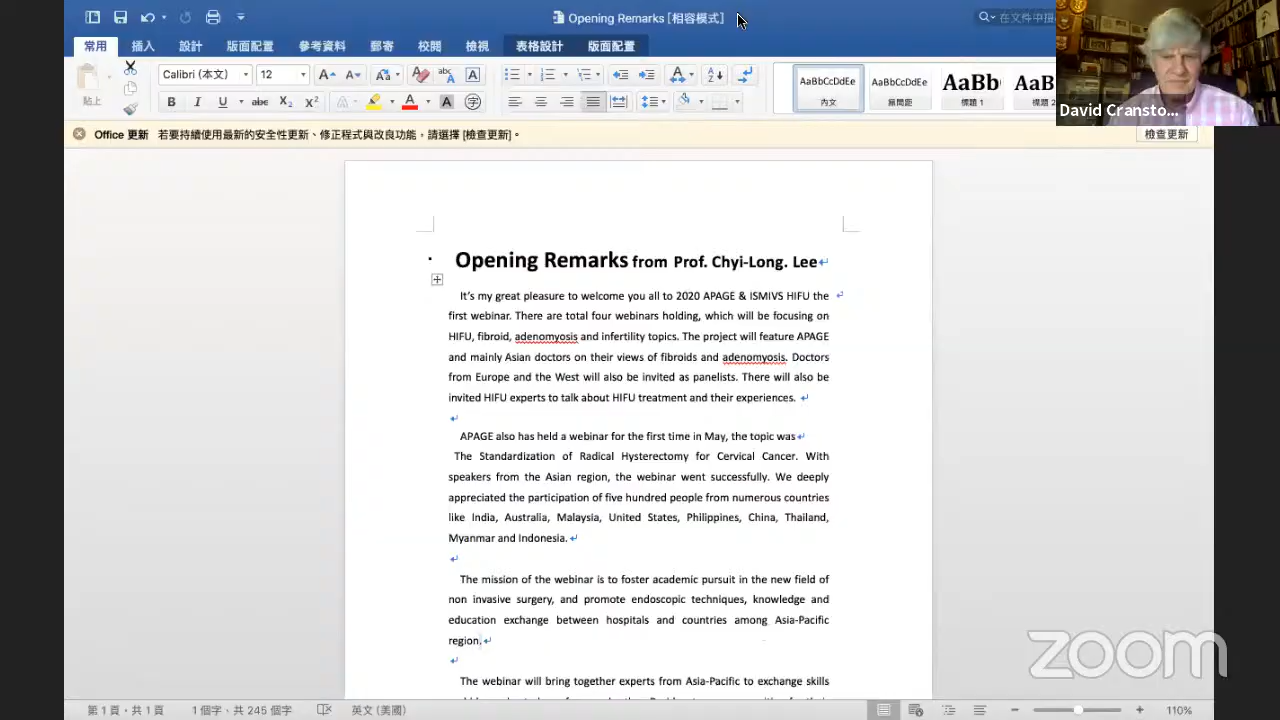 Opening Remarks [相容模式]
常用 插入 設計 版面配置 參考資料 郵寄 校閱 檢視 表格設計 版面配置
貼上 Calibri (本文) 12
AaBbCcDdEe AaBbCcDdEe AaBb AaBb
內文 無間距 標題 1 標題 2
David Cransto...
Office 更新 若要持續使用最新的安全性更新、修正程式與改良功能，請選擇 [檢查更新]。 檢查更新
Opening Remarks from Prof. Chyi-Long. Lee
It's my great pleasure to welcome you all to 2020 APAGE & ISMIVS HIFU the
first webinar. There are total four webinars holding, which will be focusing on
HIFU, fibroid, adenomyosis and infertility topics. The project will feature APAGE
and mainly Asian doctors on their views of fibroids and adenomyosis. Doctors
from Europe and the West will also be invited as panelists. There will also be
invited HIFU experts to talk about HIFU treatment and their experiences.
APAGE also has held a webinar for the first time in May, the topic was
The Standardization of Radical Hysterectomy for Cervical Cancer. With
speakers from the Asian region, the webinar went successfully. We deeply
appreciated the participation of five hundred people from numerous countries
like India, Australia, Malaysia, United States, Philippines, China, Thailand,
Myanmar and Indonesia.
The mission of the webinar is to foster academic pursuit in the new field of
non invasive surgery, and promote endoscopic techniques, knowledge and
education exchange between hospitals and countries among Asia-Pacific
region.
The webinar will bring together experts from Asia-Pacific to exchange skills
zoom
第 1 頁，共 1 頁 1 個字、共 245 個字 英文 (美國) 110%